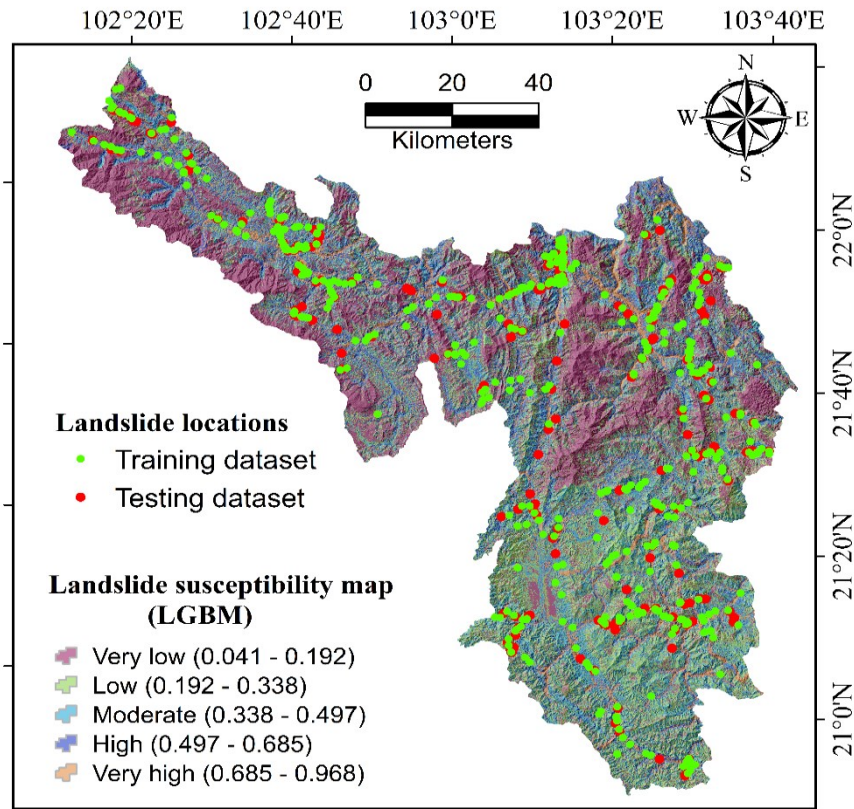 102°20'E 102°40'E 103°0'E 103°20'E 103°40'E
0 20 40
Kilometers
N
W E
S
22°0'N
21°40'N
21°20'N
21°0'N
Landslide locations
Training dataset
Testing dataset
Landslide susceptibility map
(LGBM)
Very low (0.041 - 0.192)
Low (0.192 - 0.338)
Moderate (0.338 - 0.497)
High (0.497 - 0.685)
Very high (0.685 - 0.968)